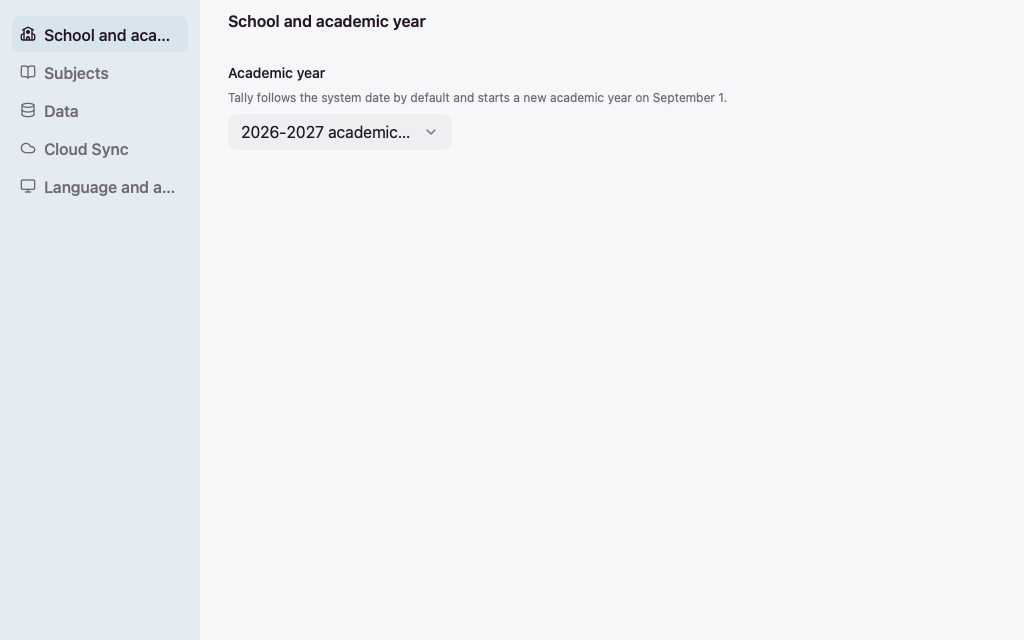 School and aca...
Subjects
Data
Cloud Sync
Language and a...
School and academic year
Academic year
Tally follows the system date by default and starts a new academic year on September 1.
2026-2027 academic...